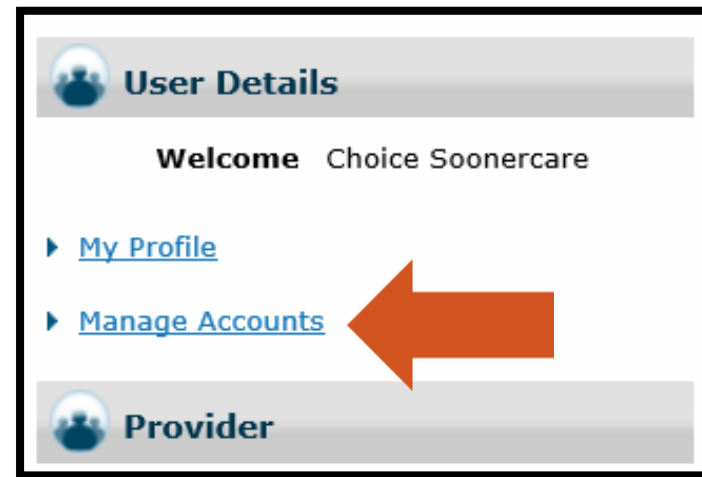 User Details
Welcome Choice Soonercare
My Profile
Manage Accounts
Provider